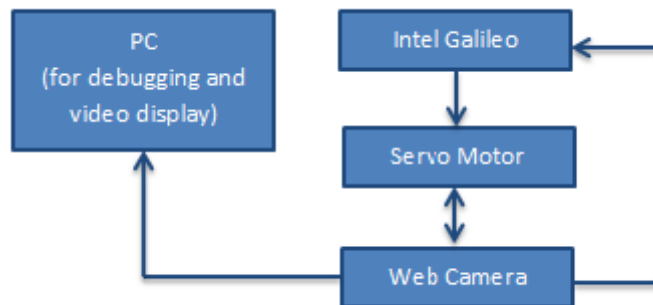 PC
(for debugging and
video display)
Intel Galileo
Servo Motor
Web Camera